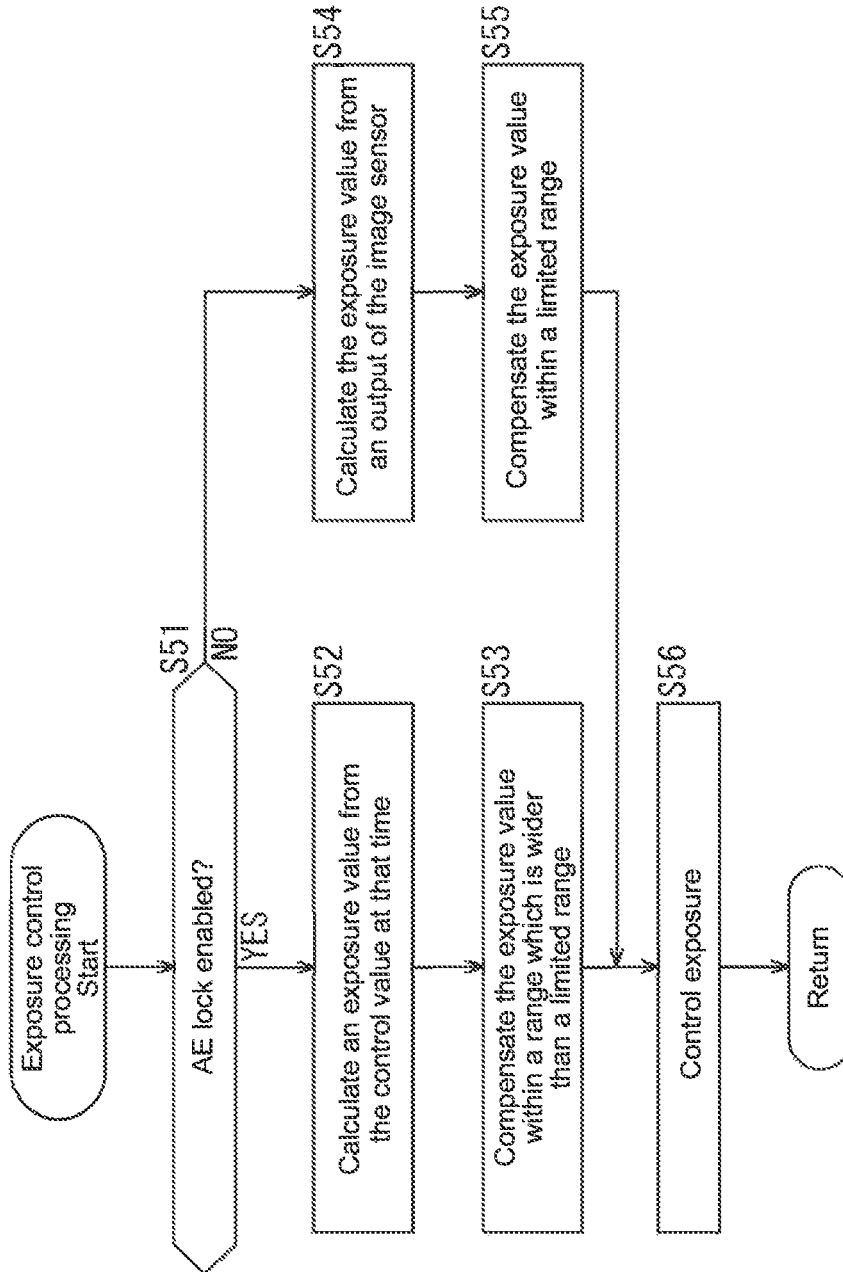 Exposure control
processing
Start
S51
AE lock enabled?
NO
YES
S52
Calculate an exposure value from
the control value at that time
S53
Compensate the exposure value
within a range which is wider
than a limited range
S54
Calculate the exposure value from
an output of the image sensor
S55
Compensate the exposure value
within a limited range
S56
Control exposure
Return